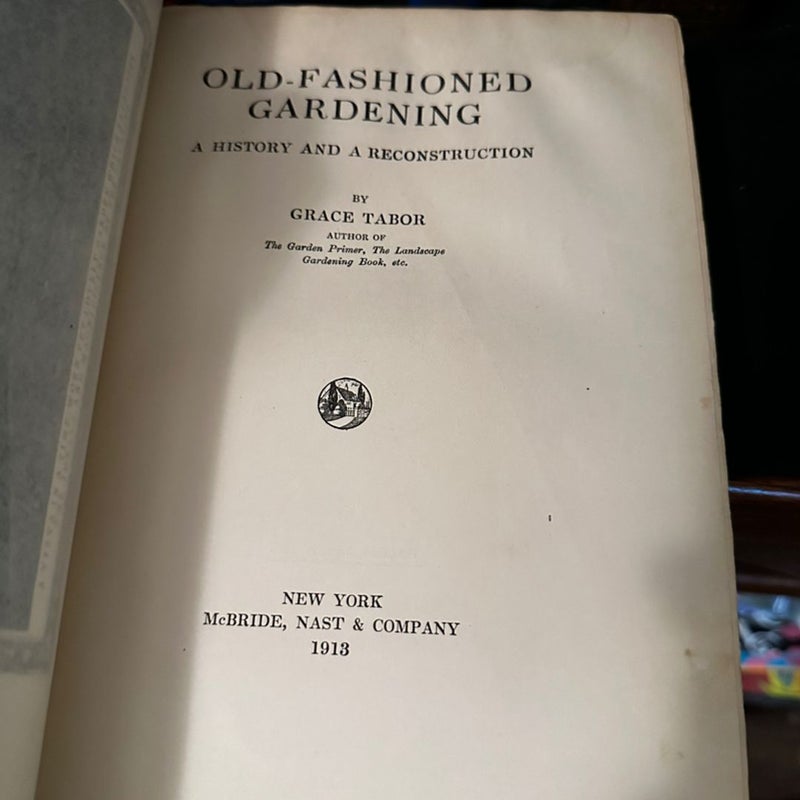 OLD-FASHIONED
GARDENING
A HISTORY AND A RECONSTRUCTION
BY
GRACE TABOR
AUTHOR OF
The Garden Primer, The Landscape
Gardening Book, etc.
NEW YORK
McBRIDE, NAST & COMPANY
1913